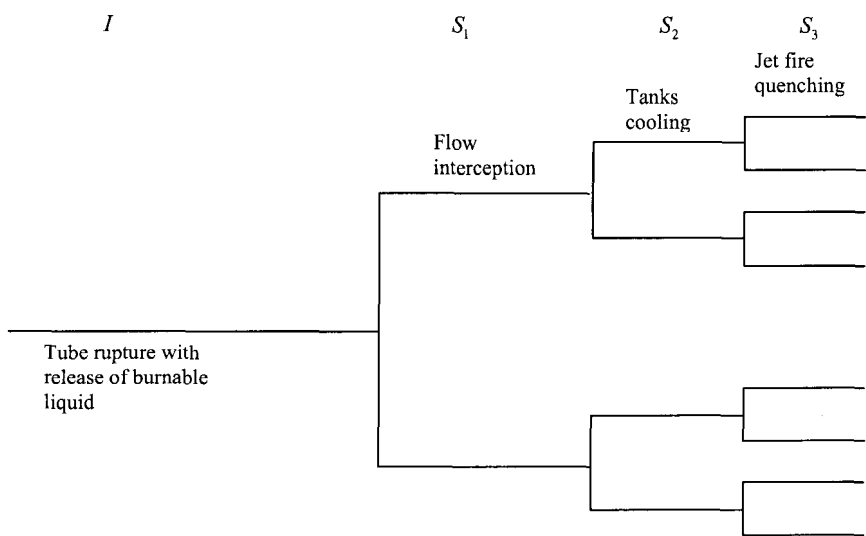 I
S₁
S₂
S₃
Jet fire
quenching
Tanks
cooling
Flow
interception
Tube rupture with
release of burnable
liquid